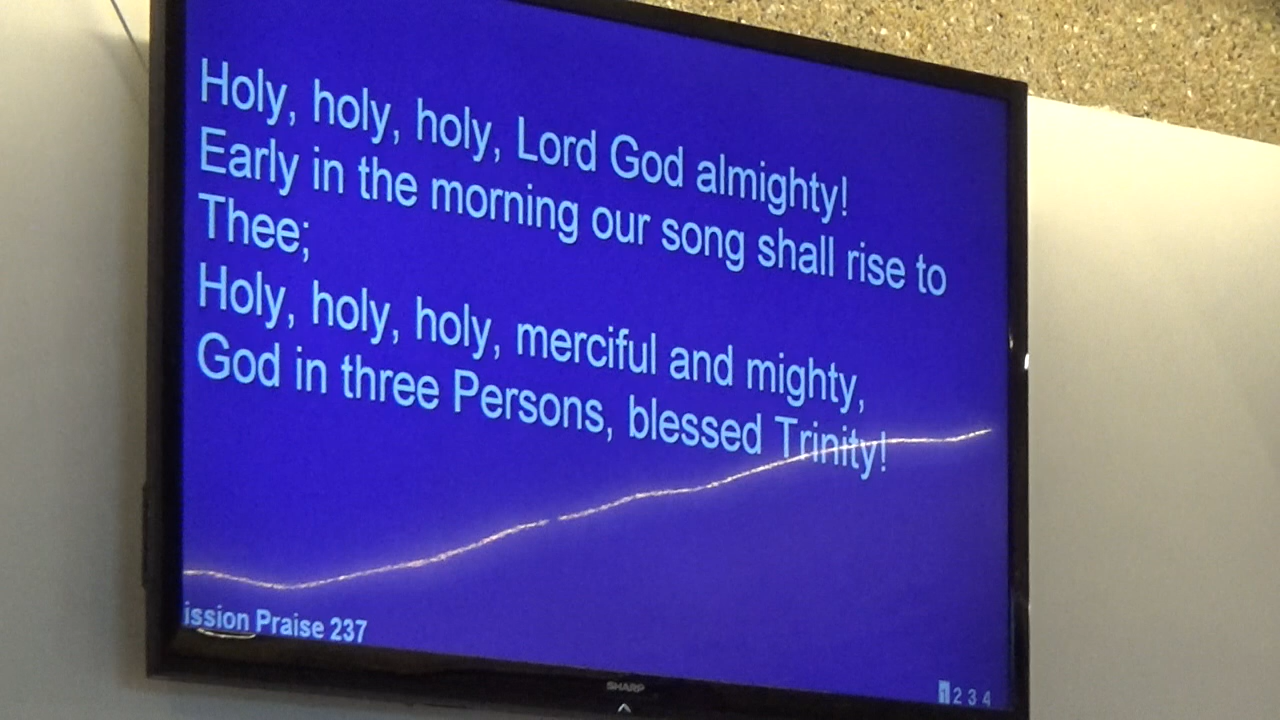 Holy, holy, holy, Lord God almighty!
Early in the morning our song shall rise to
Thee;
Holy, holy, holy, merciful and mighty,
God in three Persons, blessed Trinity!
ission Praise 237
1 2 3 4
SHARP